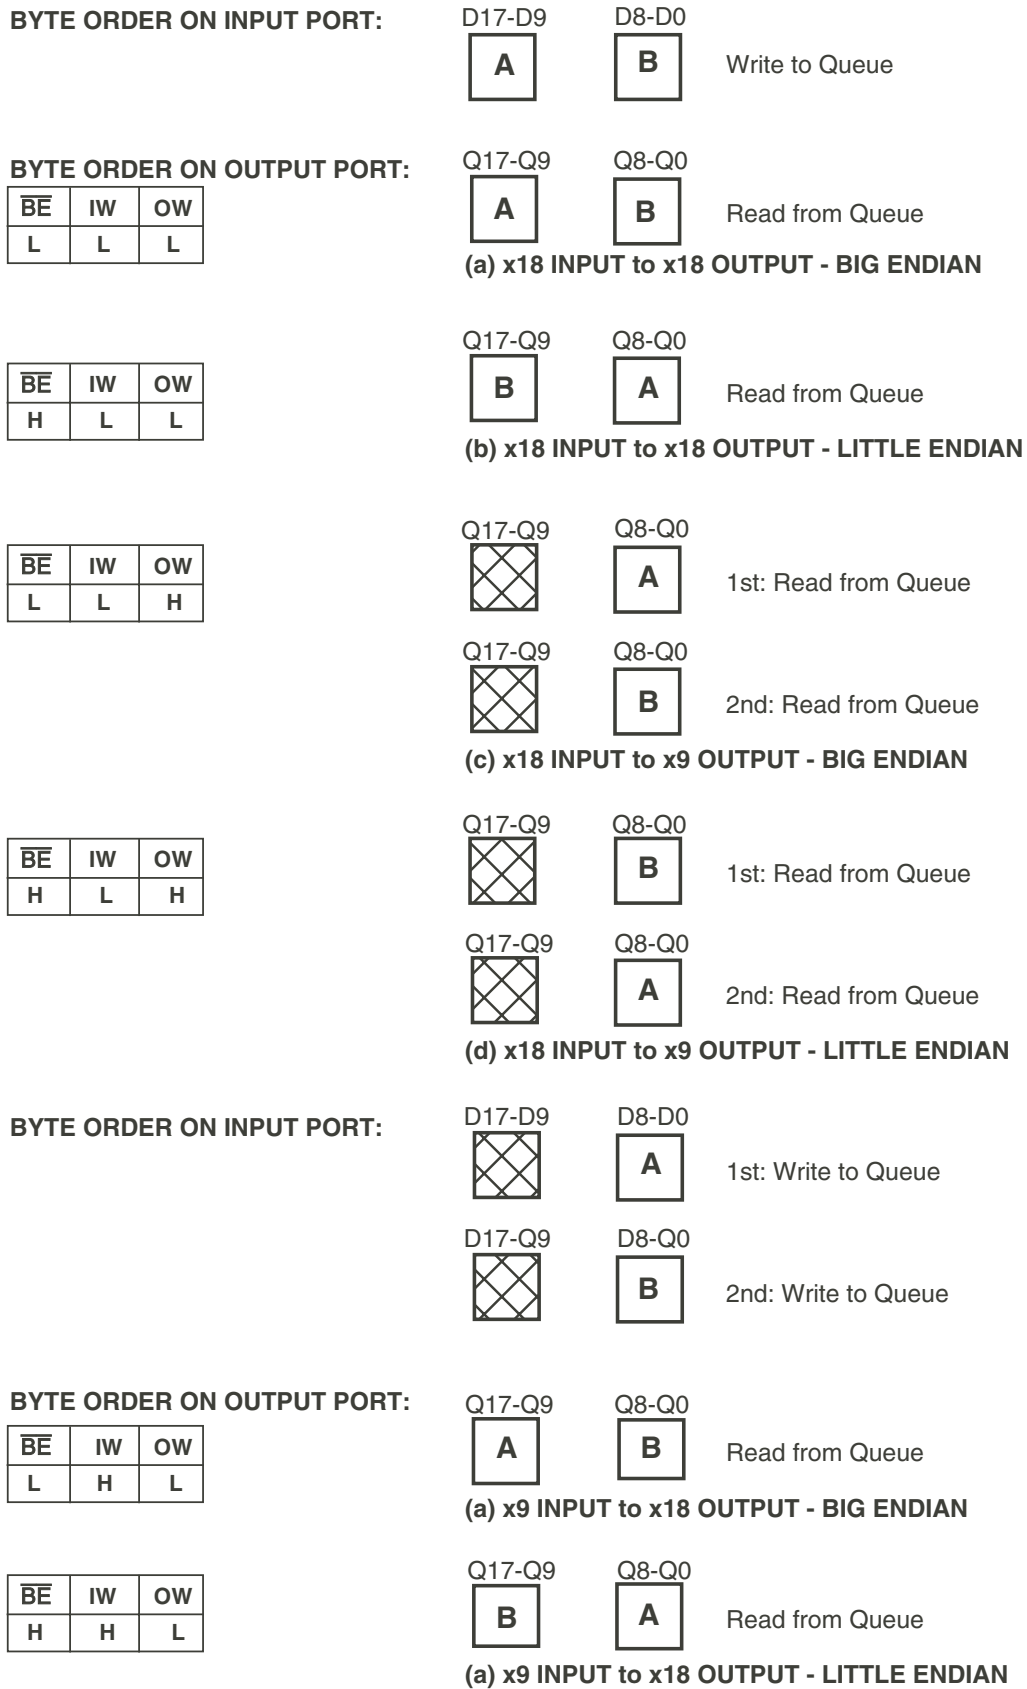 BYTE ORDER ON INPUT PORT:
D17-D9 D8-D0
A B Write to Queue
BYTE ORDER ON OUTPUT PORT:
Q17-Q9 Q8-Q0
BE IW OW
L L L
A B Read from Queue
(a) x18 INPUT to x18 OUTPUT - BIG ENDIAN
Q17-Q9 Q8-Q0
BE IW OW
H L L
B A Read from Queue
(b) x18 INPUT to x18 OUTPUT - LITTLE ENDIAN
Q17-Q9 Q8-Q0
BE IW OW
L L H
A 1st: Read from Queue
Q17-Q9 Q8-Q0
B 2nd: Read from Queue
(c) x18 INPUT to x9 OUTPUT - BIG ENDIAN
Q17-Q9 Q8-Q0
BE IW OW
H L H
B 1st: Read from Queue
Q17-Q9 Q8-Q0
A 2nd: Read from Queue
(d) x18 INPUT to x9 OUTPUT - LITTLE ENDIAN
BYTE ORDER ON INPUT PORT:
D17-D9 D8-D0
A 1st: Write to Queue
D17-Q9 D8-Q0
B 2nd: Write to Queue
BYTE ORDER ON OUTPUT PORT:
Q17-Q9 Q8-Q0
BE IW OW
L H L
A B Read from Queue
(a) x9 INPUT to x18 OUTPUT - BIG ENDIAN
Q17-Q9 Q8-Q0
BE IW OW
H H L
B A Read from Queue
(a) x9 INPUT to x18 OUTPUT - LITTLE ENDIAN